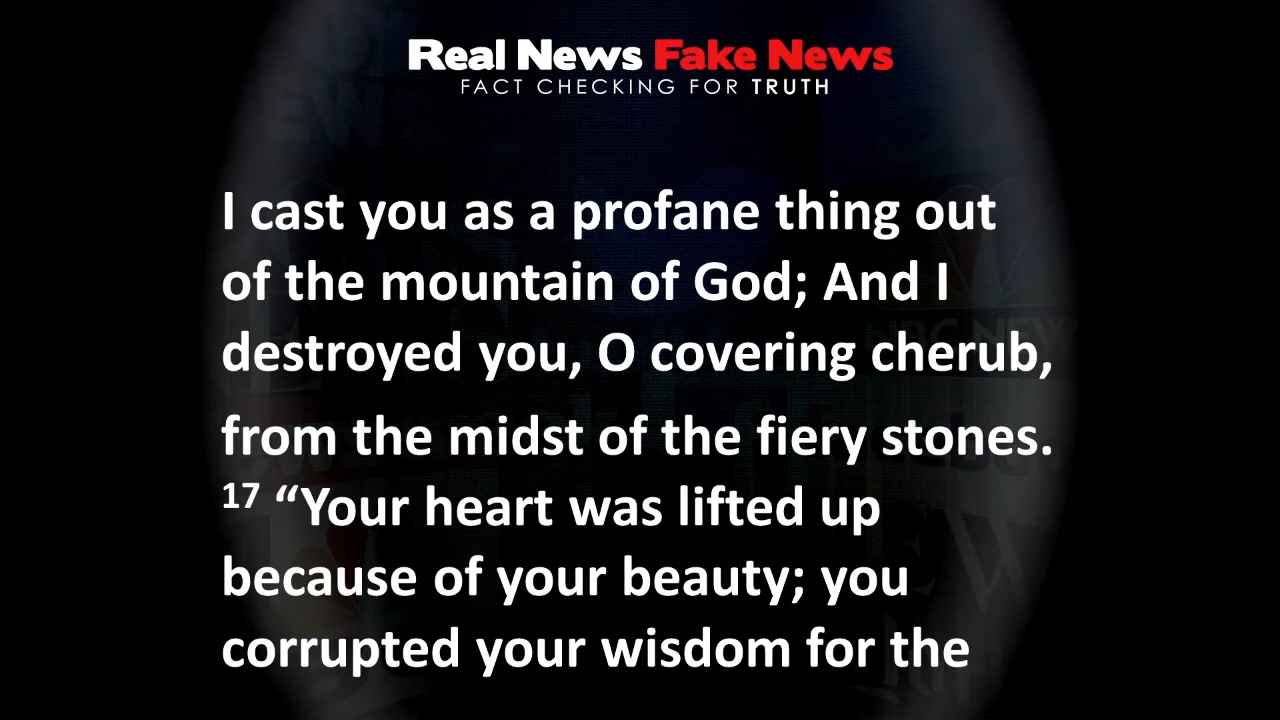 Real News Fake News
FACT CHECKING FOR TRUTH
I cast you as a profane thing out
of the mountain of God; And I
destroyed you, O covering cherub,
from the midst of the fiery stones.
17 “Your heart was lifted up
because of your beauty; you
corrupted your wisdom for the